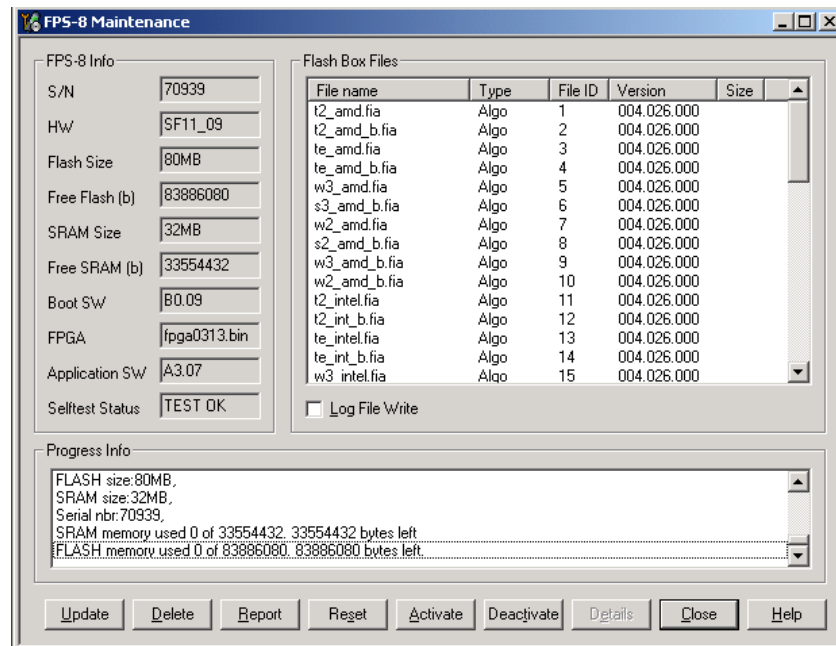 FPS-8 Maintenance
FPS-8 Info
S/N 70939
HW SF11_09
Flash Size 80MB
Free Flash (b) 83886080
SRAM Size 32MB
Free SRAM (b) 33554432
Boot SW B0.09
FPGA fpga0313.bin
Application SW A3.07
Selftest Status TEST OK
Flash Box Files
File name Type File ID Version Size
t2_amd.fia Algo 1 004.026.000
t2_amd_b.fia Algo 2 004.026.000
te_amd.fia Algo 3 004.026.000
te_amd_b.fia Algo 4 004.026.000
w3_amd.fia Algo 5 004.026.000
s3_amd_b.fia Algo 6 004.026.000
w2_amd.fia Algo 7 004.026.000
s2_amd_b.fia Algo 8 004.026.000
w3_amd_b.fia Algo 9 004.026.000
w2_amd_b.fia Algo 10 004.026.000
t2_intel.fia Algo 11 004.026.000
t2_int_b.fia Algo 12 004.026.000
te_intel.fia Algo 13 004.026.000
te_int_b.fia Algo 14 004.026.000
w3_intel.fia Algo 15 004.026.000
Log File Write
Progress Info
FLASH size:80MB,
SRAM size:32MB,
Serial nbr:70939,
SRAM memory used 0 of 33554432. 33554432 bytes left
FLASH memory used 0 of 83886080. 83886080 bytes left.
Update Delete Report Reset Activate Deactivate Details Close Help